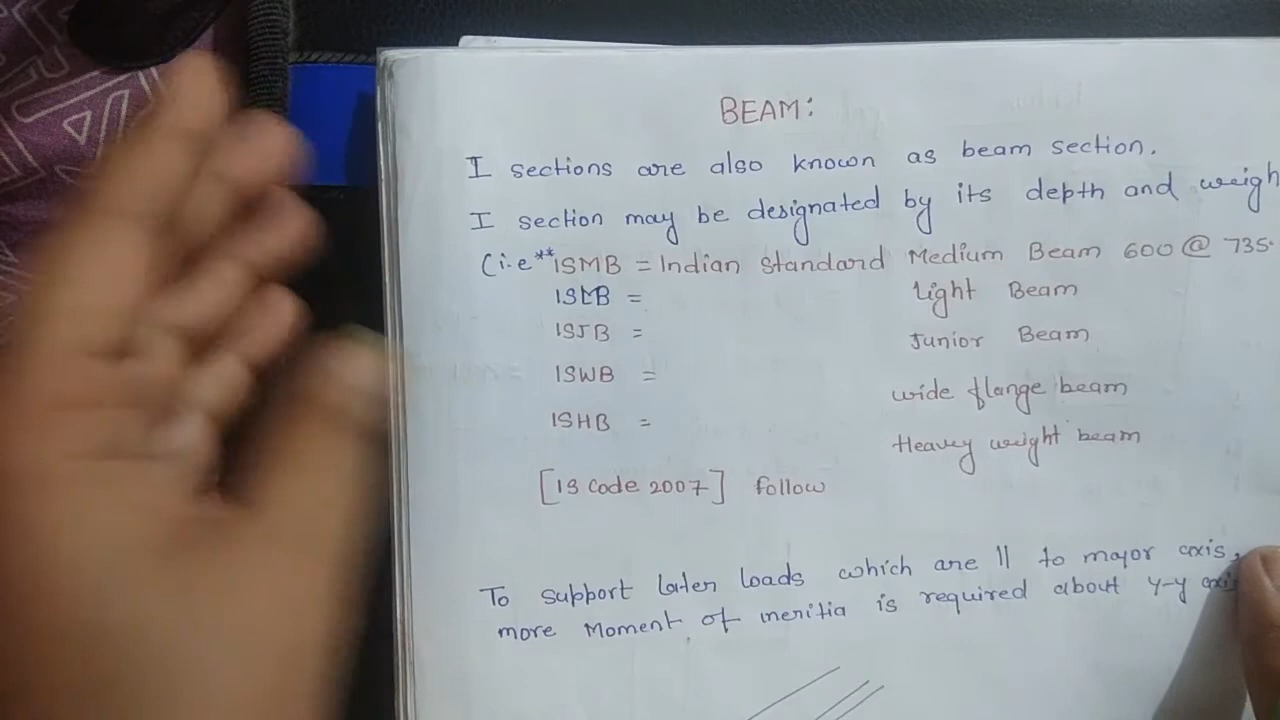 BEAM:
I sections are also known as beam section.
I section may be designated by its depth and weigh
(i.e **ISMB = Indian Standard Medium Beam 600 @ 735.
ISLB = Light Beam
ISJB = Junior Beam
ISWB = wide flange beam
ISHB = Heavy weight beam
[IS Code 2007] follow
To support later loads which are || to major axis,
more Moment of ineritia is required about y-y axis